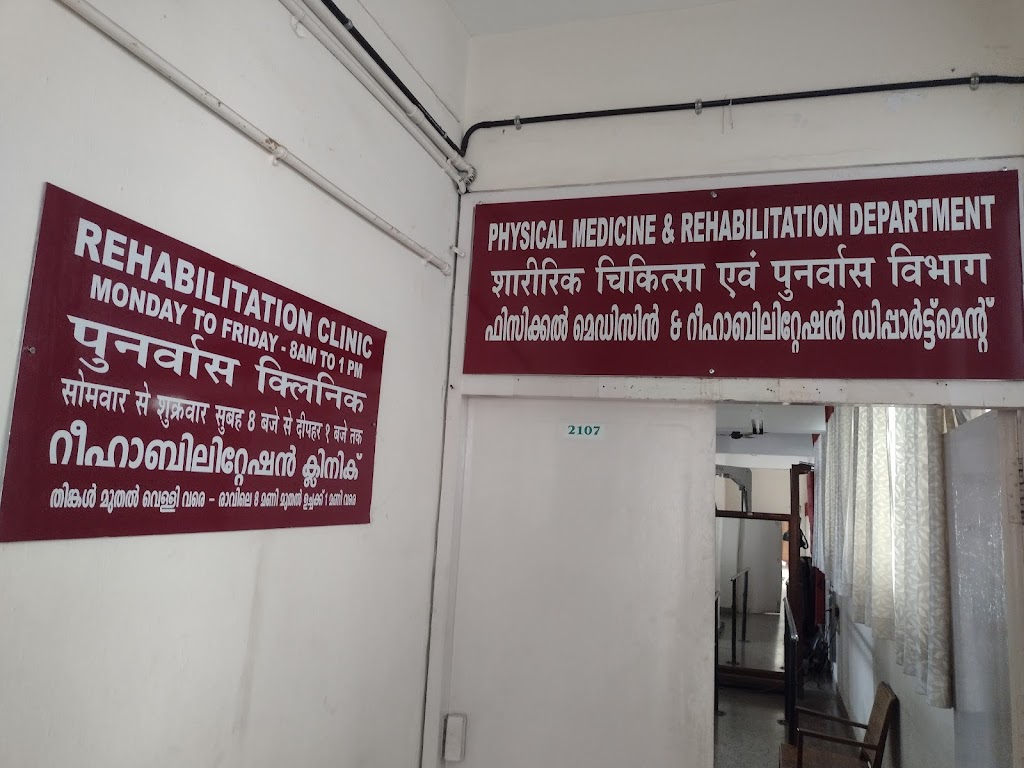 REHABILITATION CLINIC
MONDAY TO FRIDAY - 8AM TO 1 PM
पुनर्वास क्लिनिक
सोमवार से शुक्रवार सुबह 8 बजे से दोपहर १ बजे तक
റീഹാബിലിറ്റേഷൻ ക്ലിനിക്
തിങ്കൾ മുതൽ വെള്ളി വരെ - രാവിലെ 8 മണി മുതൽ ഉച്ചക്ക് 1 മണി വരെ
PHYSICAL MEDICINE & REHABILITATION DEPARTMENT
शारीरिक चिकित्सा एवं पुनर्वास विभाग
ഫിസിക്കൽ മെഡിസിൻ & റീഹാബിലിറ്റേഷൻ ഡിപ്പാർട്ട്മെന്റ്
2107